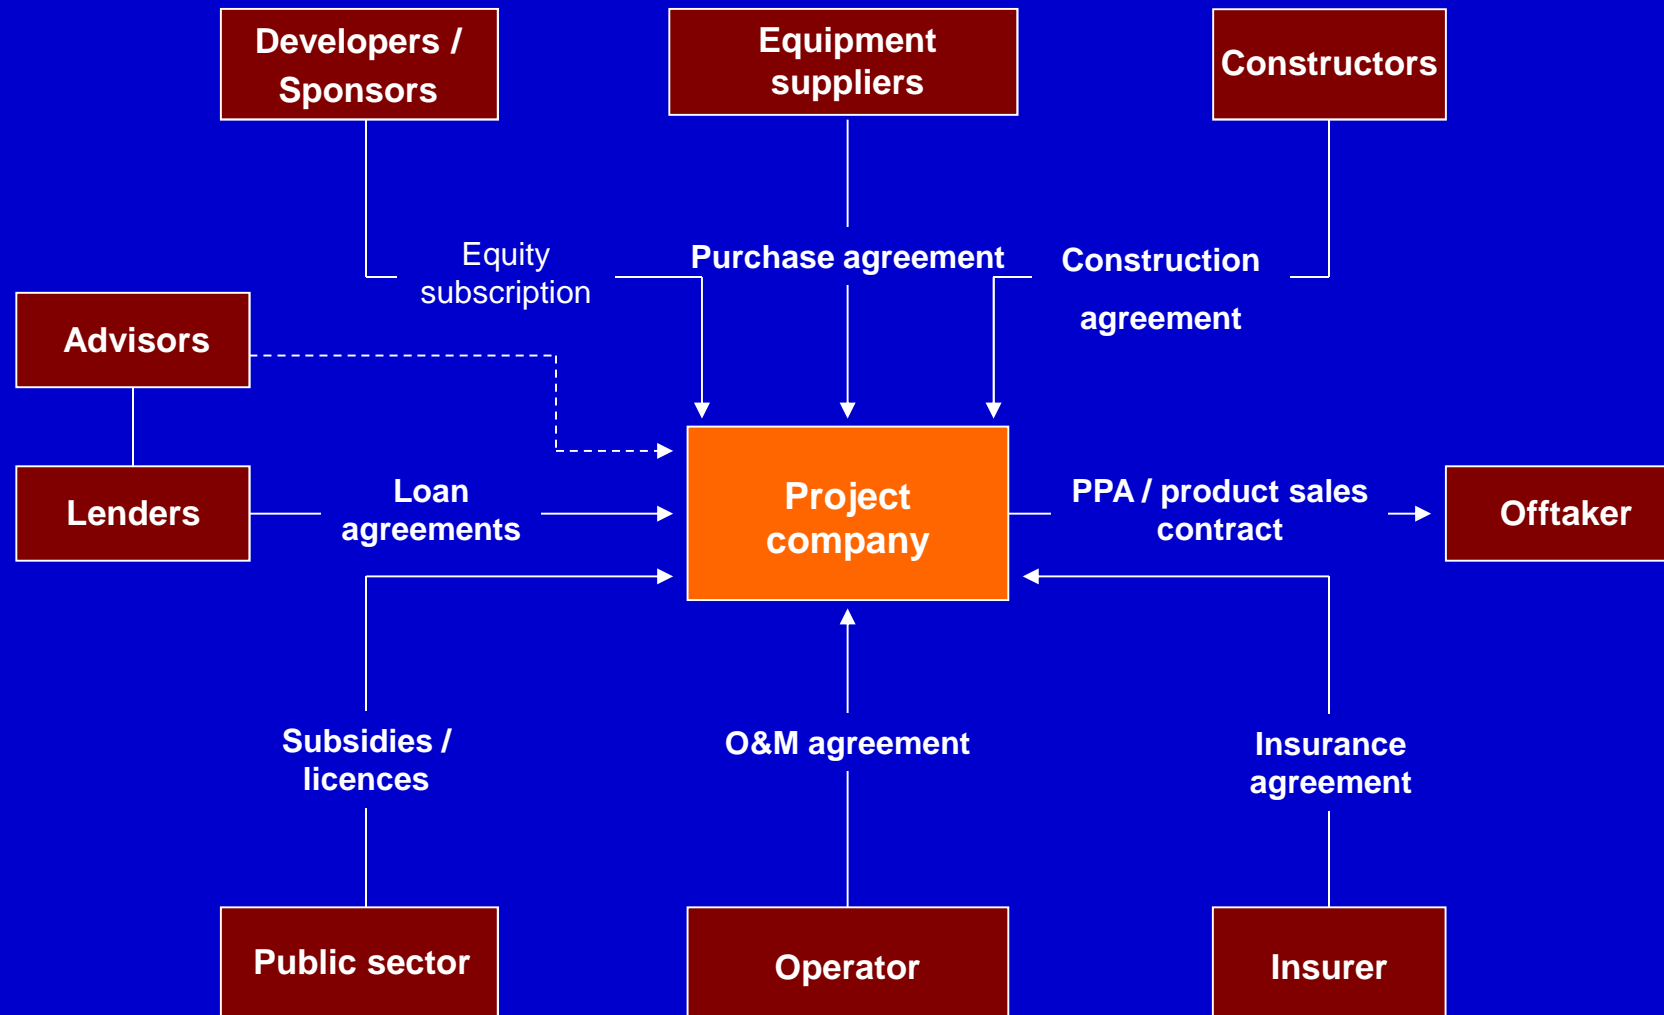 Developers /
Sponsors
Equipment
suppliers
Constructors
Equity
subscription
Purchase agreement
Construction
agreement
Advisors
Lenders
Loan
agreements
Project
company
PPA / product sales
contract
Offtaker
Subsidies /
licences
O&M agreement
Insurance
agreement
Public sector
Operator
Insurer